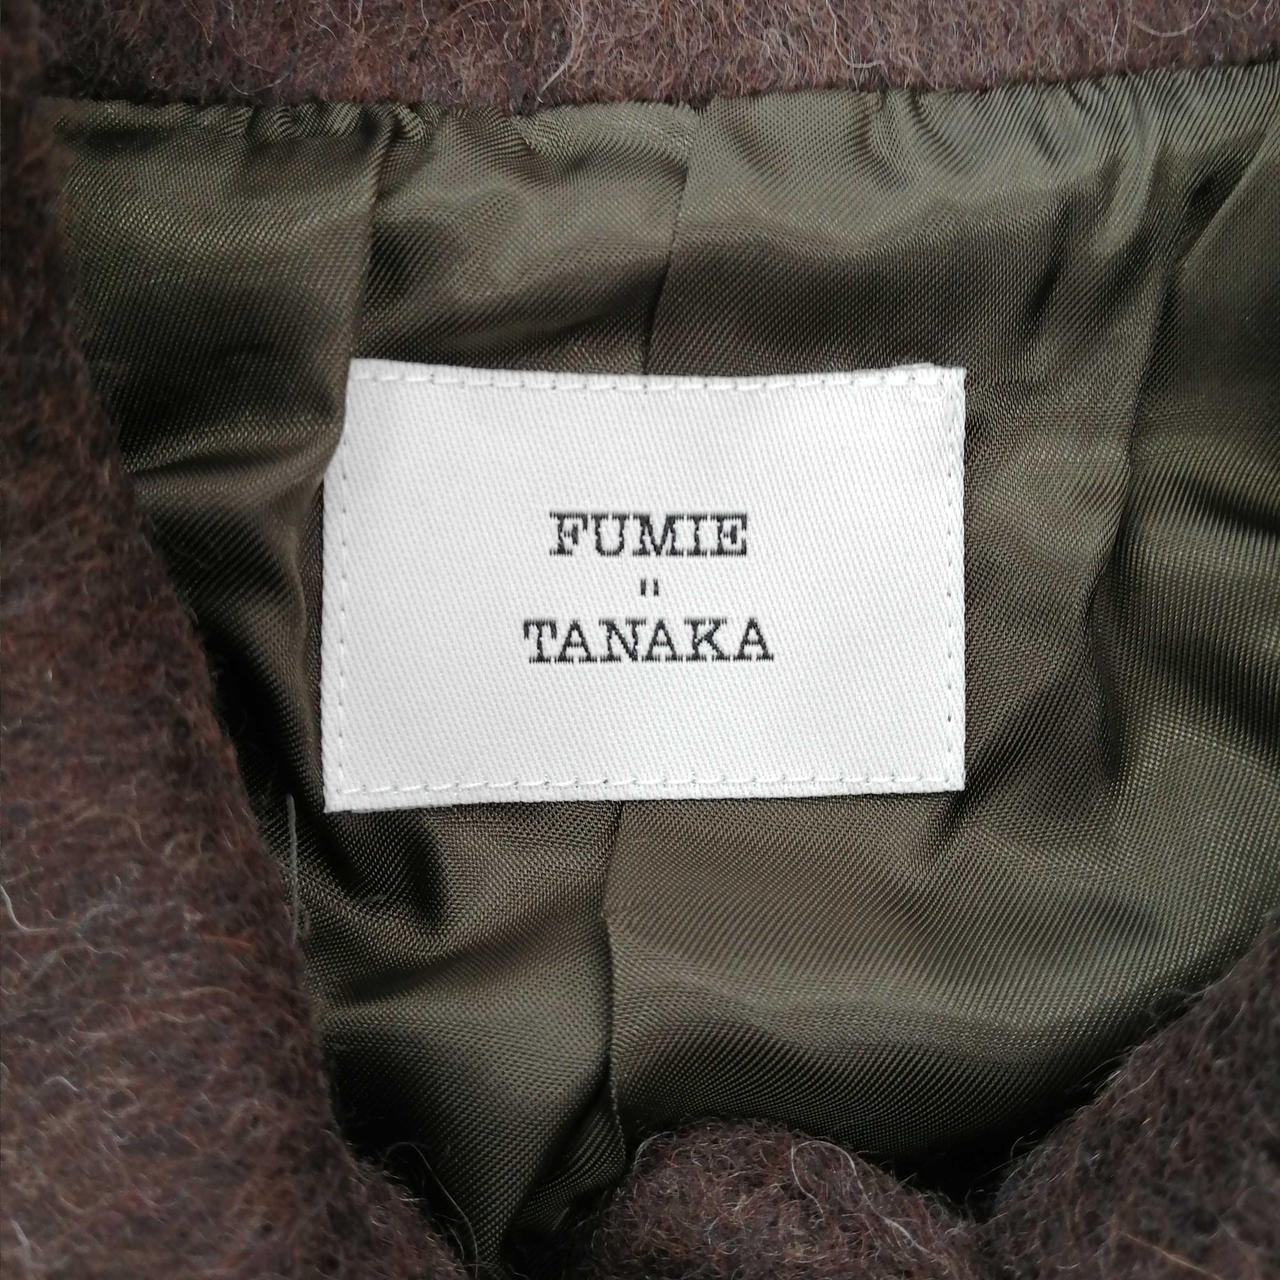 FUMIE
"
TANAKA